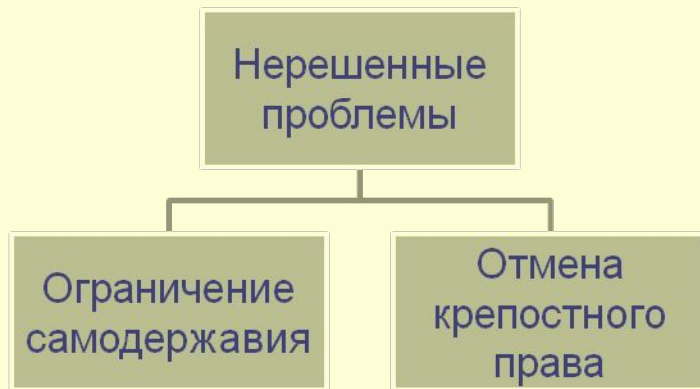 Нерешенные
проблемы
Ограничение
самодержавия
Отмена
крепостного
права